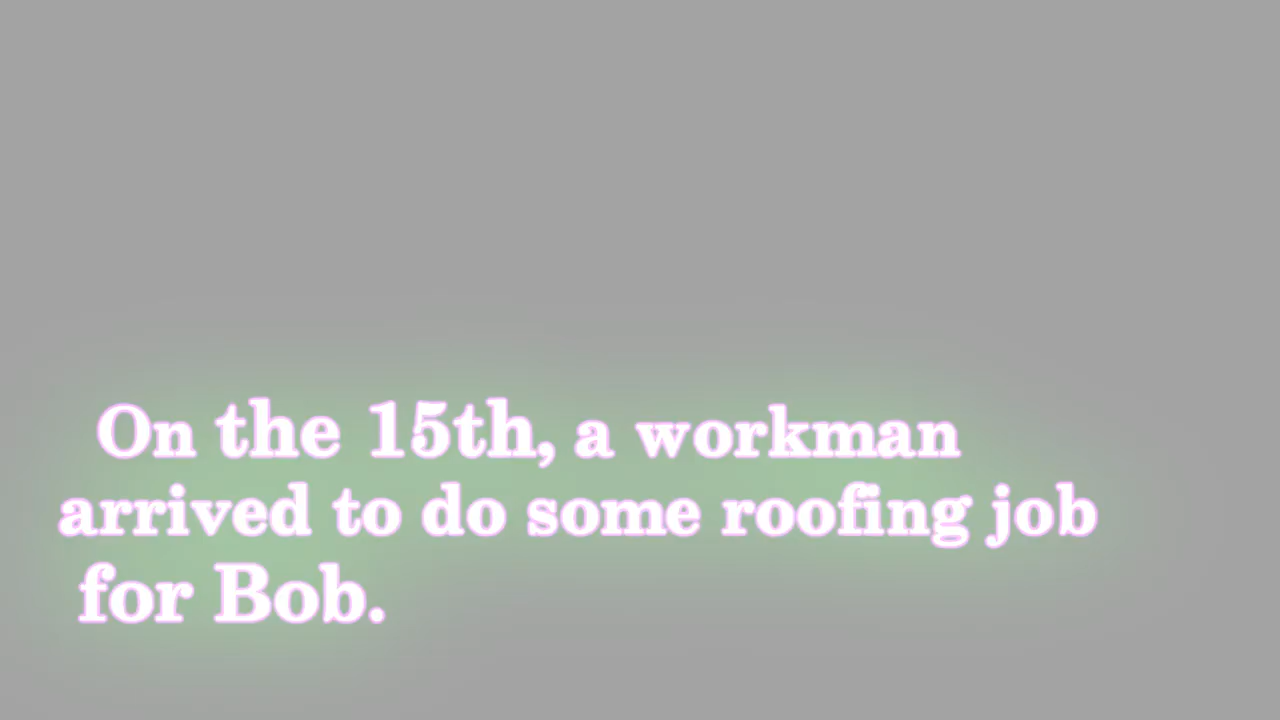 On the 15th, a workman
arrived to do some roofing job
for Bob.